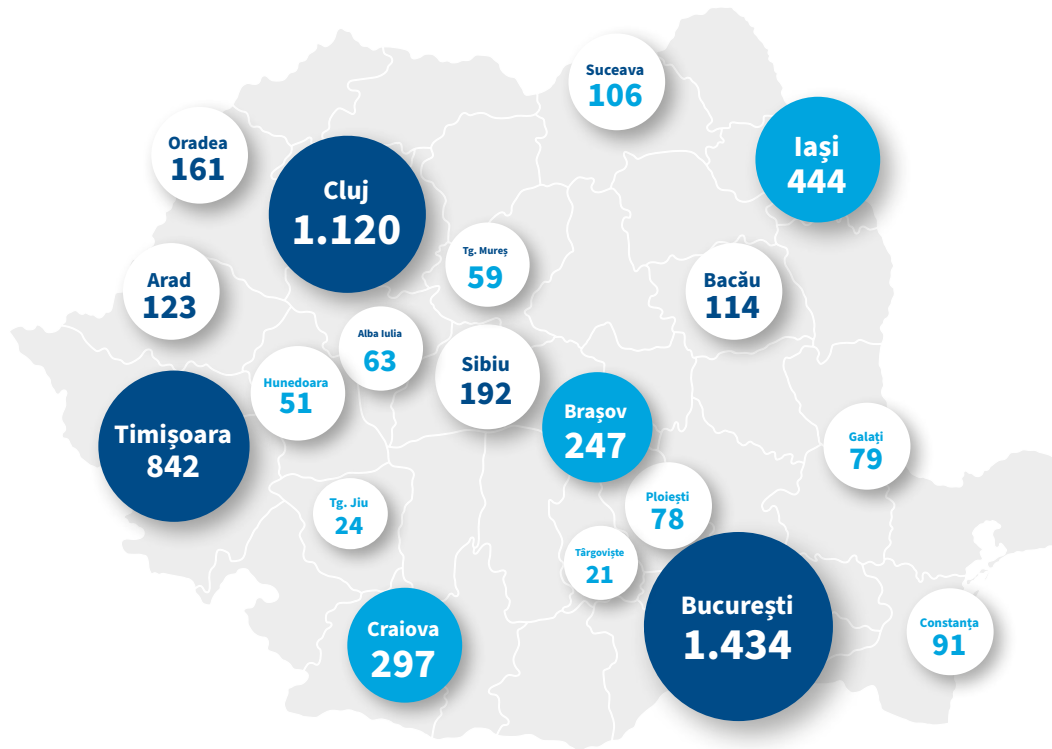 Suceava
106
Oradea
161
Iași
444
Cluj
1.120
Tg. Mureș
59
Arad
123
Bacău
114
Alba Iulia
63
Sibiu
192
Hunedoara
51
Brașov
247
Timișoara
842
Galați
79
Tg. Jiu
24
Ploiești
78
Târgoviște
21
București
1.434
Craiova
297
Constanța
91